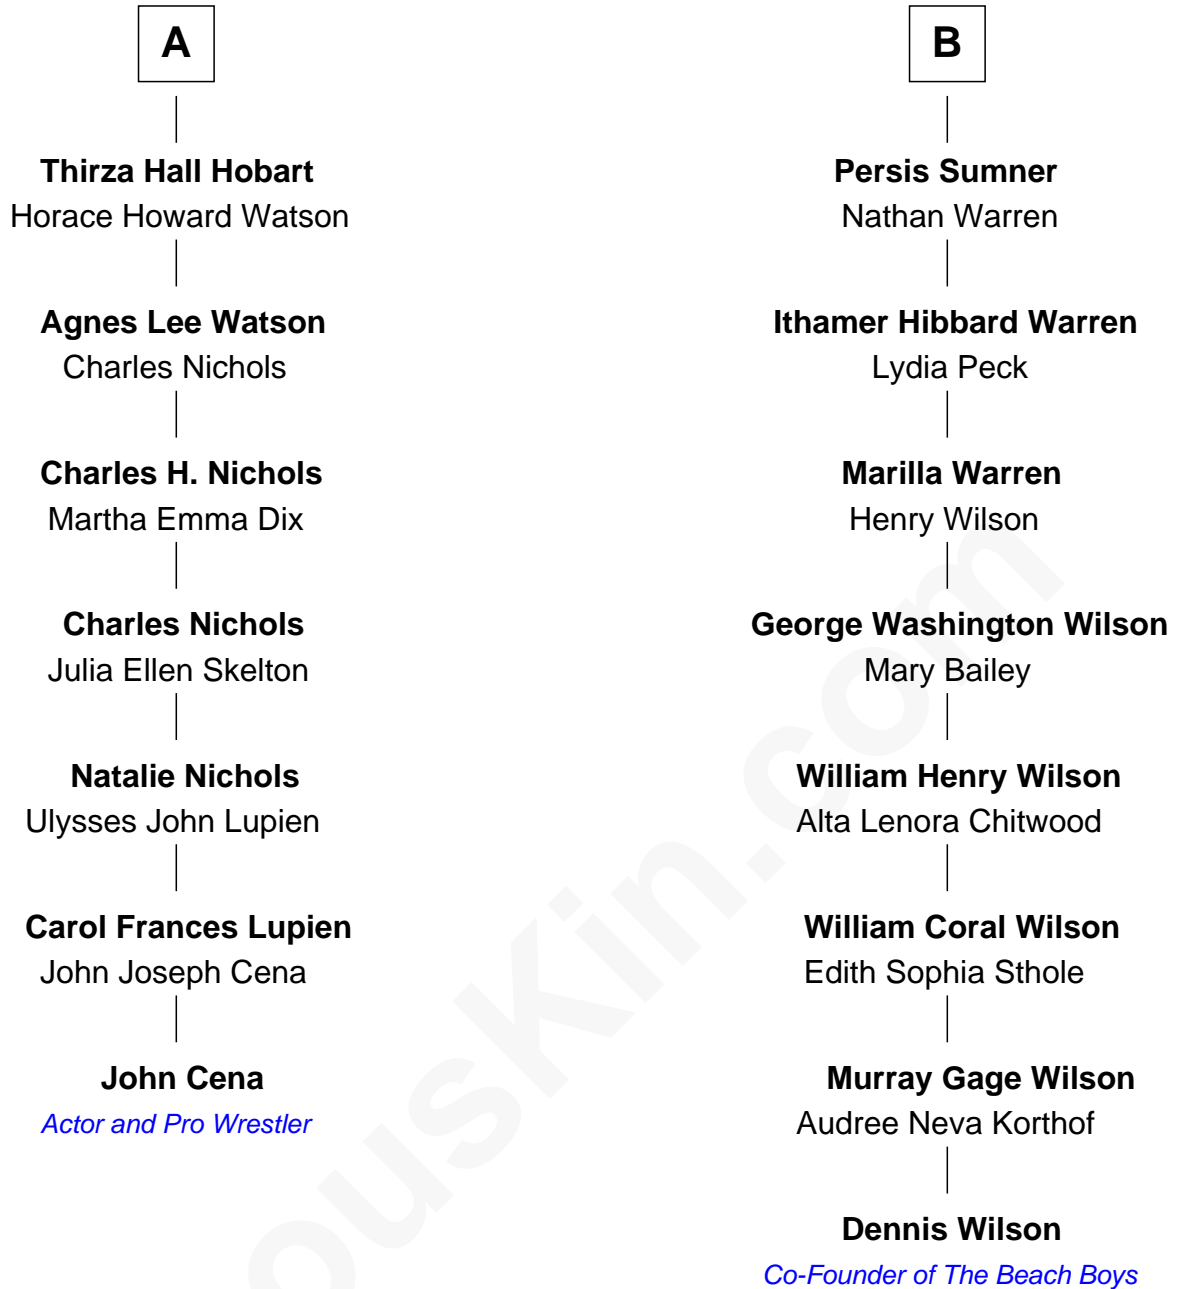 A
B
Thirza Hall Hobart
Horace Howard Watson
Persis Sumner
Nathan Warren
Agnes Lee Watson
Charles Nichols
Ithamer Hibbard Warren
Lydia Peck
Charles H. Nichols
Martha Emma Dix
Marilla Warren
Henry Wilson
Charles Nichols
Julia Ellen Skelton
George Washington Wilson
Mary Bailey
Natalie Nichols
Ulysses John Lupien
William Henry Wilson
Alta Lenora Chitwood
Carol Frances Lupien
John Joseph Cena
William Coral Wilson
Edith Sophia Sthole
John Cena
Actor and Pro Wrestler
Murray Gage Wilson
Audree Neva Korthof
Dennis Wilson
Co-Founder of The Beach Boys
ousKin.com